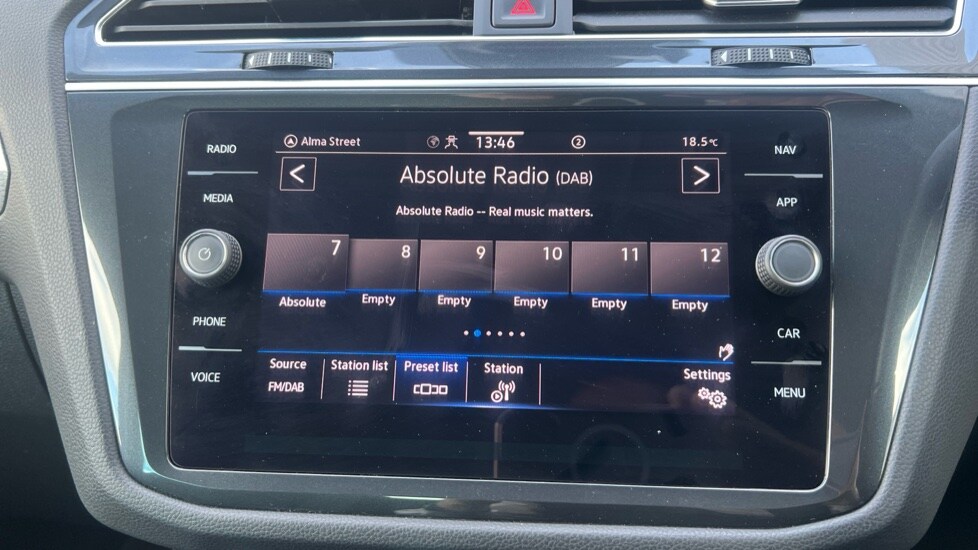 Alma Street 13:46 2 18.5°C
RADIO
NAV
< Absolute Radio (DAB) >
MEDIA
APP
Absolute Radio -- Real music matters.
7 8 9 10 11 12
Absolute Empty Empty Empty Empty Empty
PHONE
CAR
Source Station list Preset list Station Settings
FM/DAB
VOICE
MENU